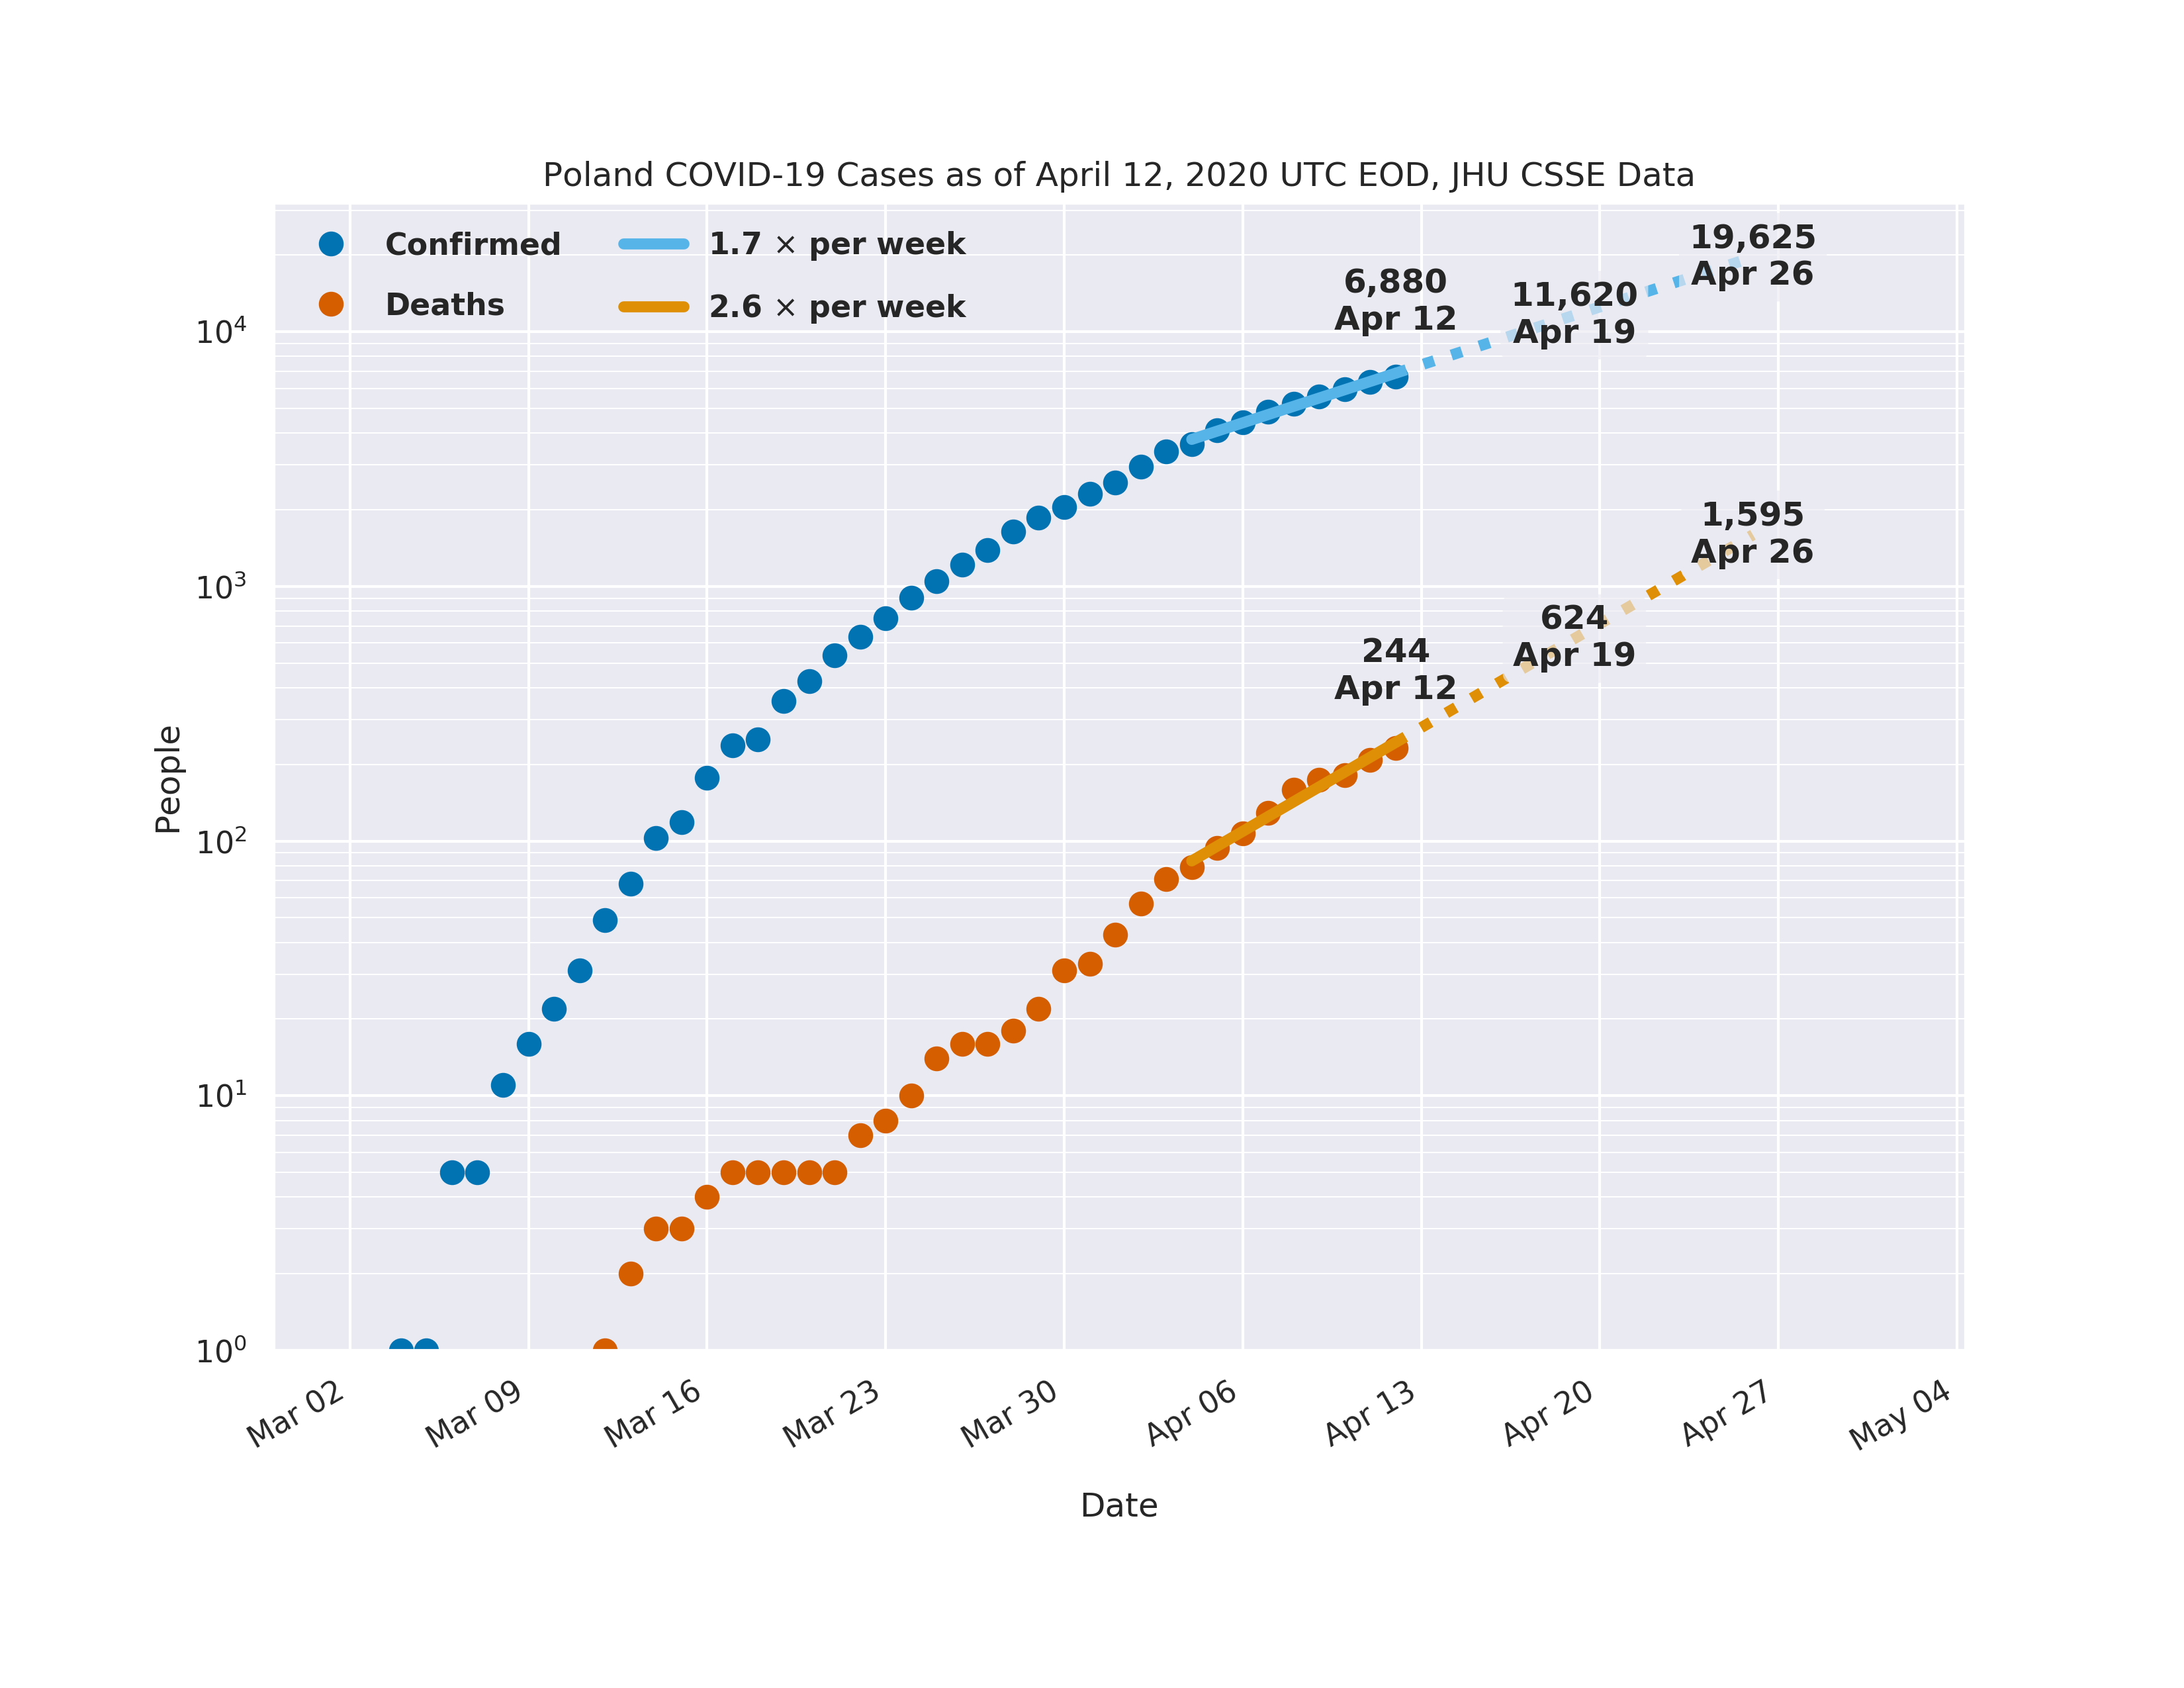 Poland COVID-19 Cases as of April 12, 2020 UTC EOD, JHU CSSE Data
Confirmed
Deaths
1.7 × per week
2.6 × per week
6,880
Apr 12
11,620
Apr 19
19,625
Apr 26
244
Apr 12
624
Apr 19
1,595
Apr 26
People
10⁴
10³
10²
10¹
10⁰
Mar 02
Mar 09
Mar 16
Mar 23
Mar 30
Apr 06
Apr 13
Apr 20
Apr 27
May 04
Date